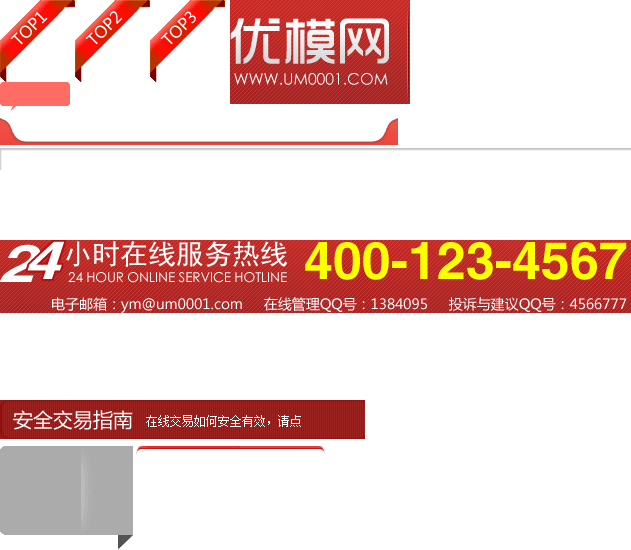 TOP1
TOP2
TOP3
优模网
WWW.UM0001.COM
24小时在线服务热线 400-123-4567
24 HOUR ONLINE SERVICE HOTLINE
电子邮箱：ym@um0001.com 在线管理QQ号：1384095 投诉与建议QQ号：4566777
安全交易指南 在线交易如何安全有效，请点